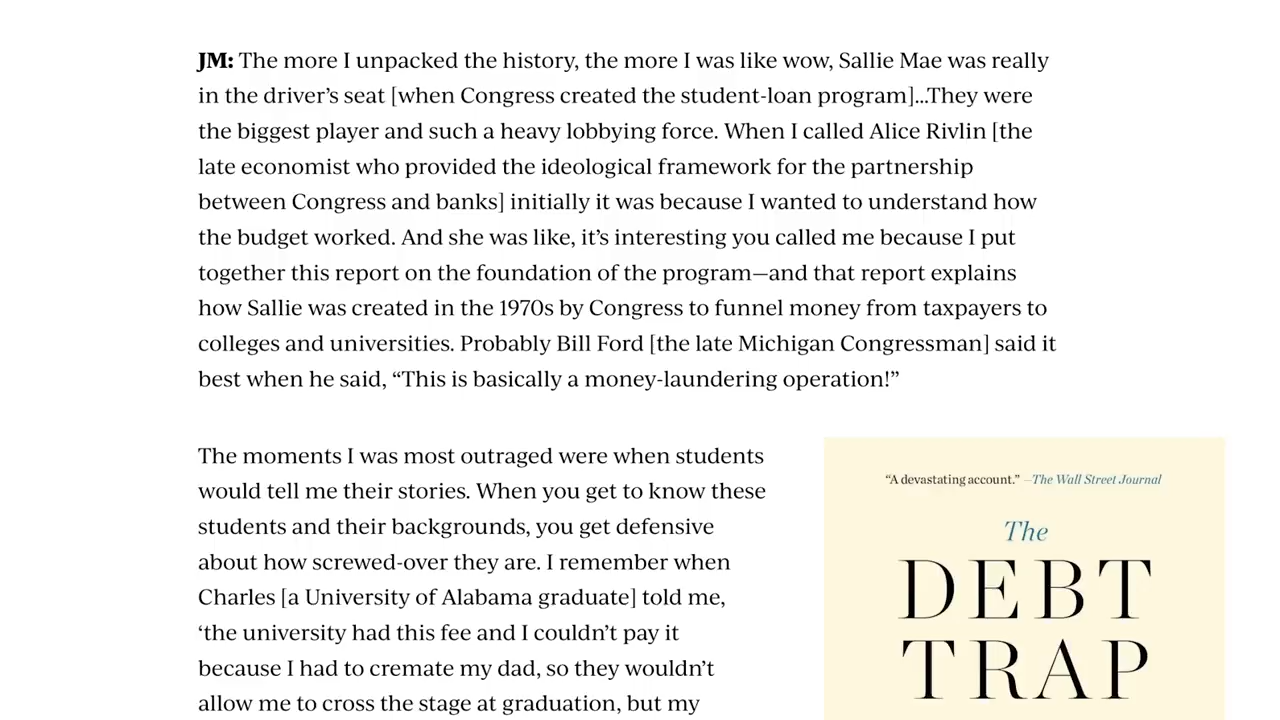 JM: The more I unpacked the history, the more I was like wow, Sallie Mae was really
in the driver’s seat [when Congress created the student-loan program]...They were
the biggest player and such a heavy lobbying force. When I called Alice Rivlin [the
late economist who provided the ideological framework for the partnership
between Congress and banks] initially it was because I wanted to understand how
the budget worked. And she was like, it’s interesting you called me because I put
together this report on the foundation of the program—and that report explains
how Sallie was created in the 1970s by Congress to funnel money from taxpayers to
colleges and universities. Probably Bill Ford [the late Michigan Congressman] said it
best when he said, “This is basically a money-laundering operation!”
The moments I was most outraged were when students
would tell me their stories. When you get to know these
students and their backgrounds, you get defensive
about how screwed-over they are. I remember when
Charles [a University of Alabama graduate] told me,
‘the university had this fee and I couldn’t pay it
because I had to cremate my dad, so they wouldn’t
allow me to cross the stage at graduation, but my
“A devastating account.” —The Wall Street Journal
The
DEBT
TRAP